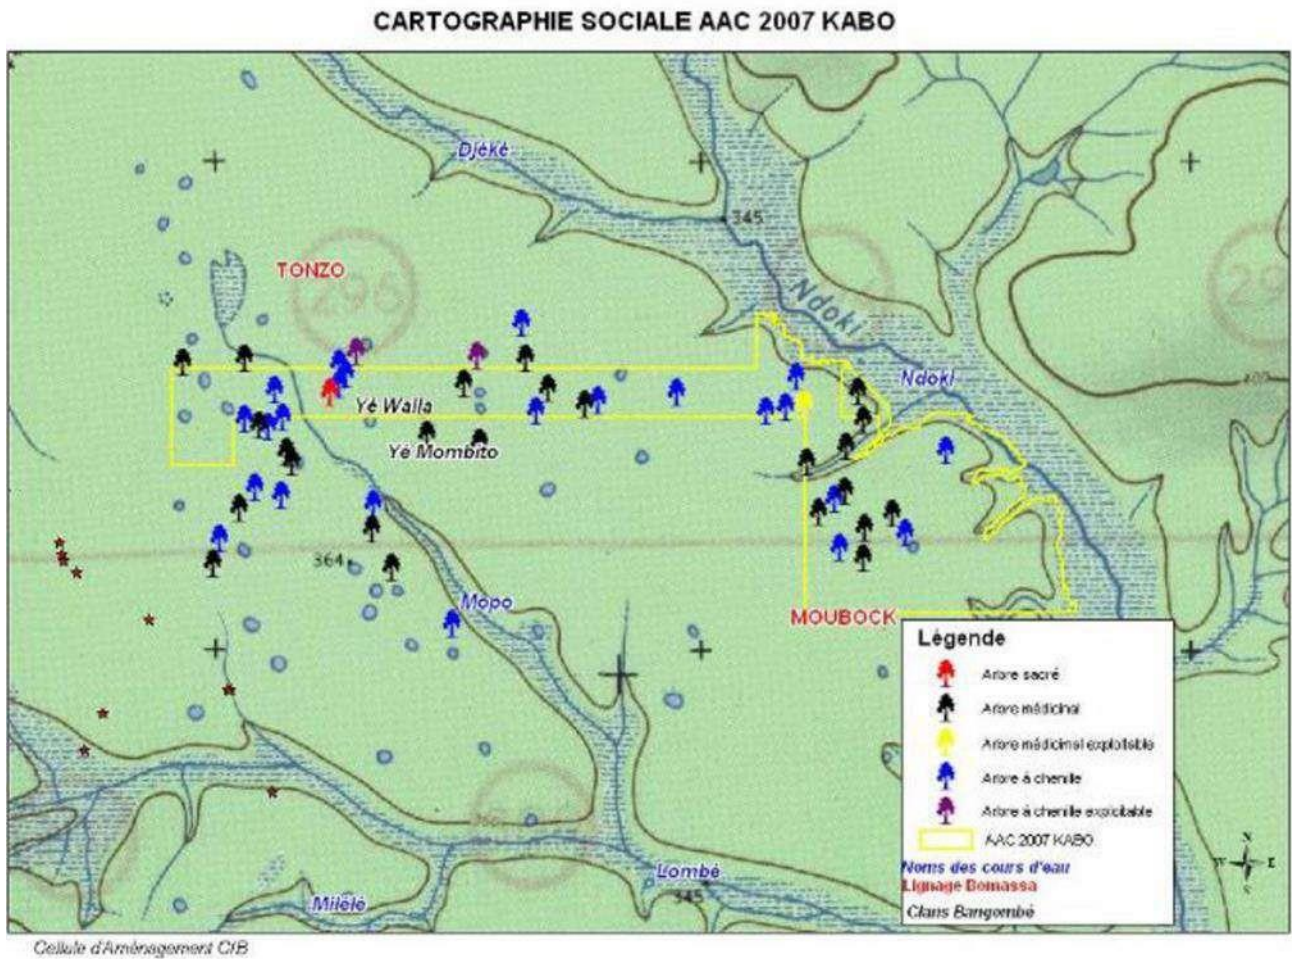 CARTOGRAPHIE SOCIALE AAC 2007 KABO
Djéké
345
TONZO
296
Ndoki
29
Ndoki
Yé Walla
Yé Mombito
364
Mopo
MOUBOCK
Légende
Arbre sacré
Arbre médicinal
Arbre médicinal exploitable
Arbre à chenille
Arbre à chenille exploitable
AAC 2007 KABO
Noms des cours d'eau
Lignage Bomassa
Clans Bangombé
N
W
E
S
Lombé
345
Milélé
Cellule d'Aménagement CIB